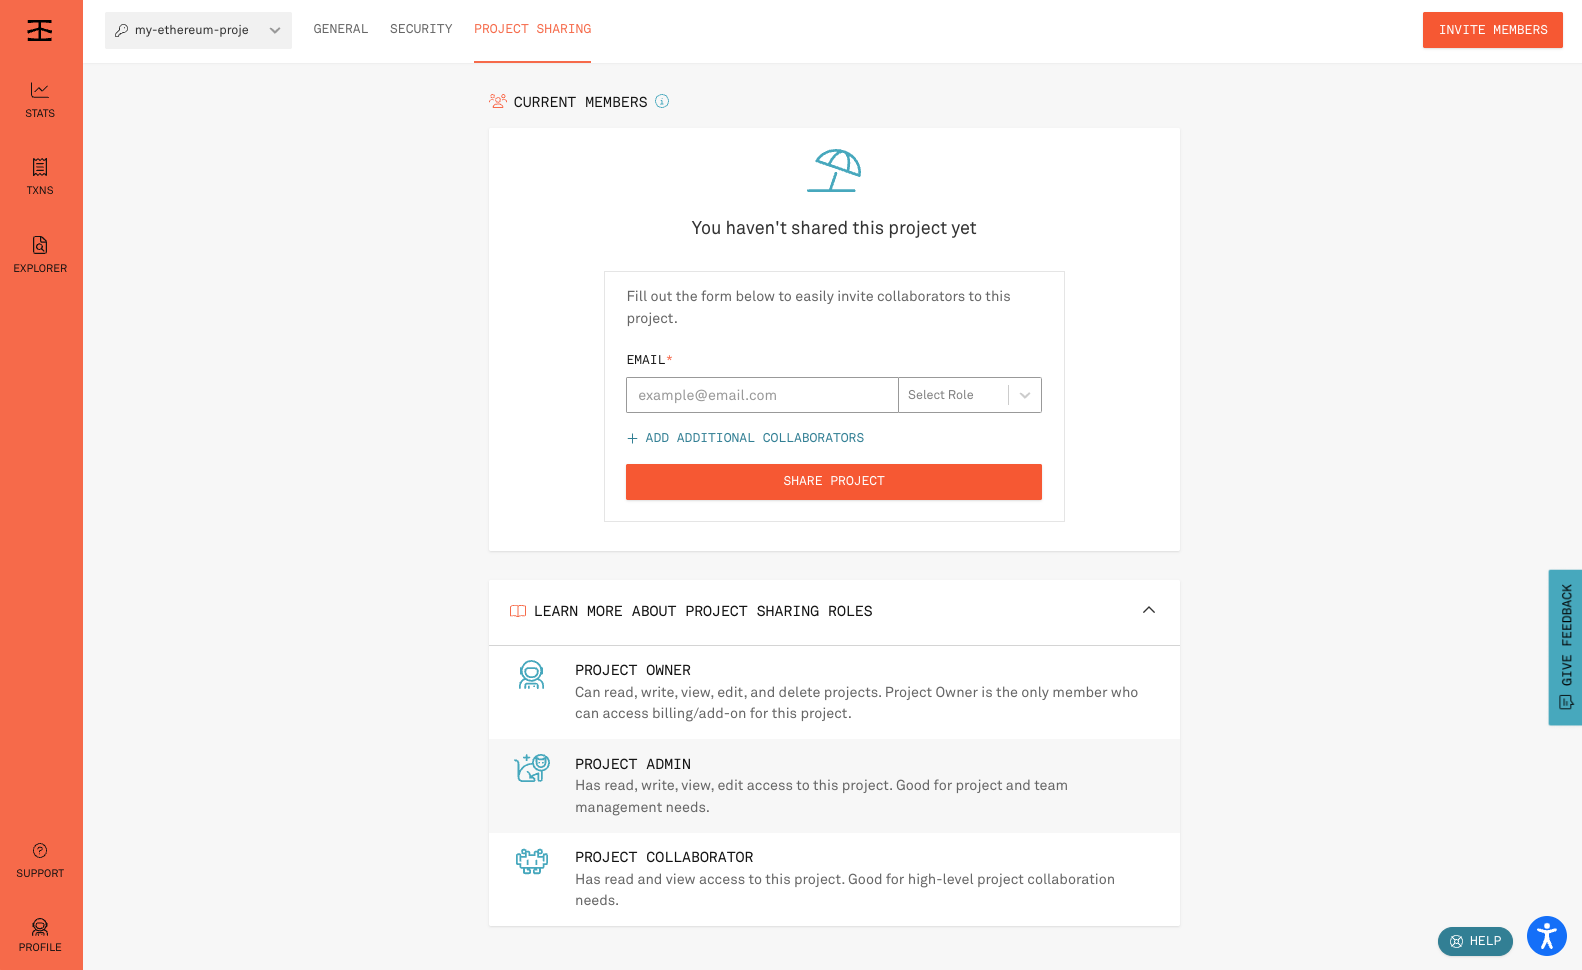 my-ethereum-proje
GENERAL
SECURITY
PROJECT SHARING
INVITE MEMBERS
STATS
TXNS
EXPLORER
SUPPORT
PROFILE
CURRENT MEMBERS
You haven't shared this project yet
Fill out the form below to easily invite collaborators to this
project.
EMAIL*
example@email.com
Select Role
+ ADD ADDITIONAL COLLABORATORS
SHARE PROJECT
LEARN MORE ABOUT PROJECT SHARING ROLES
PROJECT OWNER
Can read, write, view, edit, and delete projects. Project Owner is the only member who
can access billing/add-on for this project.
PROJECT ADMIN
Has read, write, view, edit access to this project. Good for project and team
management needs.
PROJECT COLLABORATOR
Has read and view access to this project. Good for high-level project collaboration
needs.
GIVE FEEDBACK
HELP